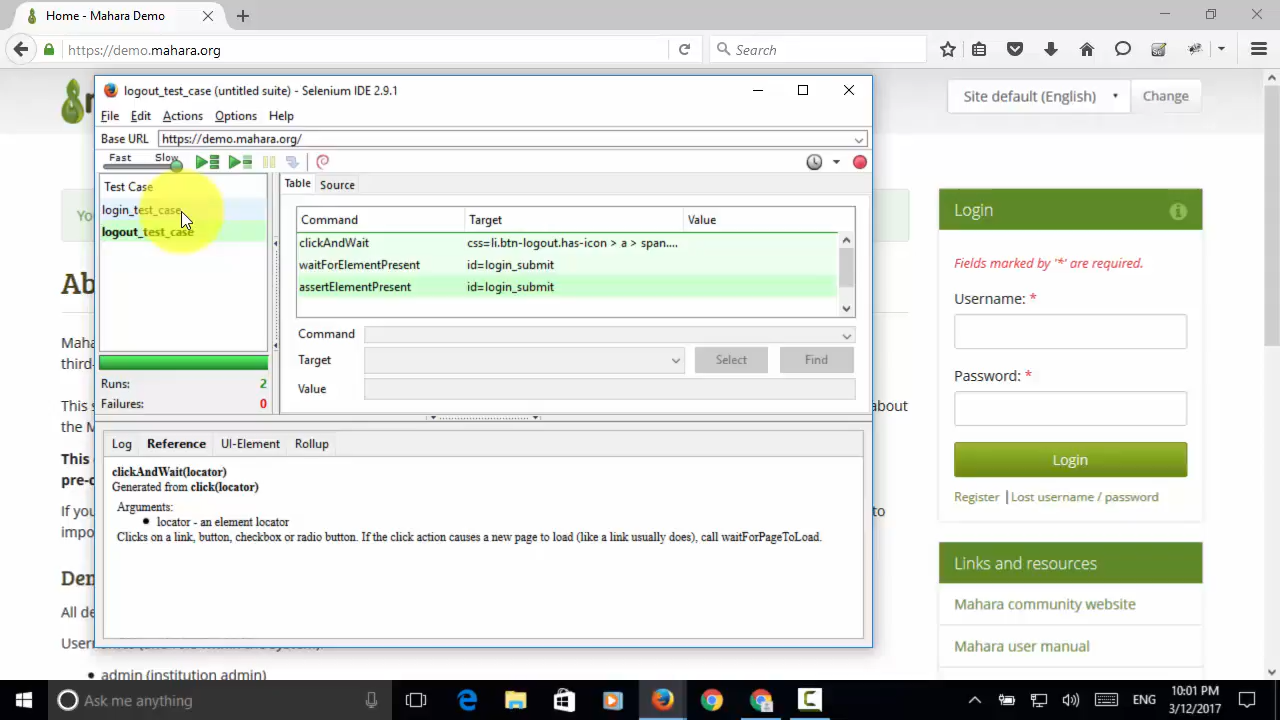 Home - Mahara Demo
https://demo.mahara.org
Search
logout_test_case (untitled suite) - Selenium IDE 2.9.1
File Edit Actions Options Help
Base URL https://demo.mahara.org/
Fast Slow
Test Case
login_test_case
logout_test_case
Runs: 2
Failures: 0
Table Source
Command Target Value
clickAndWait css=li.btn-logout.has-icon > a > span....
waitForElementPresent id=login_submit
assertElementPresent id=login_submit
Command
Target Select Find
Value
Log Reference UI-Element Rollup
clickAndWait(locator)
Generated from click(locator)
Arguments:
• locator - an element locator
Clicks on a link, button, checkbox or radio button. If the click action causes a new page to load (like a link usually does), call waitForPageToLoad.
Site default (English) Change
Yo
Ab
Maha
third-
This s
about
the M
This
pre-c
If you
to
impo
De
All de
• admin (institution admin)
Login
Fields marked by '*' are required.
Username: *
Password: *
Login
Register | Lost username / password
Links and resources
Mahara community website
Mahara user manual
Ask me anything
ENG
10:01 PM
3/12/2017